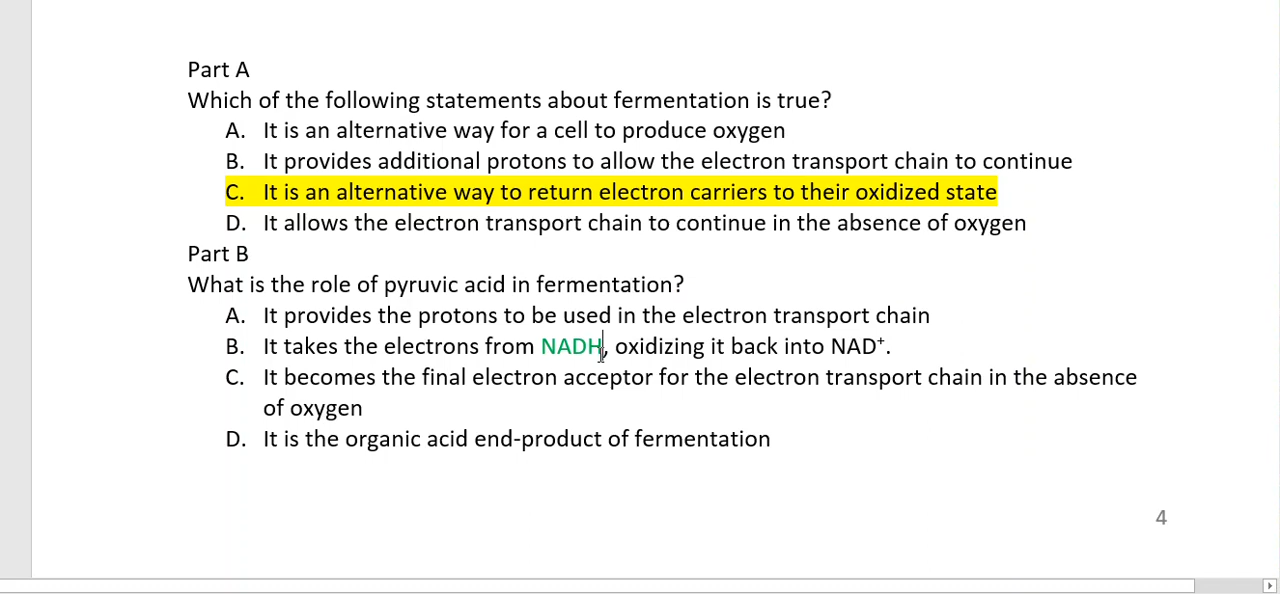 Part A
Which of the following statements about fermentation is true?
A. It is an alternative way for a cell to produce oxygen
B. It provides additional protons to allow the electron transport chain to continue
C. It is an alternative way to return electron carriers to their oxidized state
D. It allows the electron transport chain to continue in the absence of oxygen
Part B
What is the role of pyruvic acid in fermentation?
A. It provides the protons to be used in the electron transport chain
B. It takes the electrons from NADH, oxidizing it back into NAD⁺.
C. It becomes the final electron acceptor for the electron transport chain in the absence
of oxygen
D. It is the organic acid end-product of fermentation
4